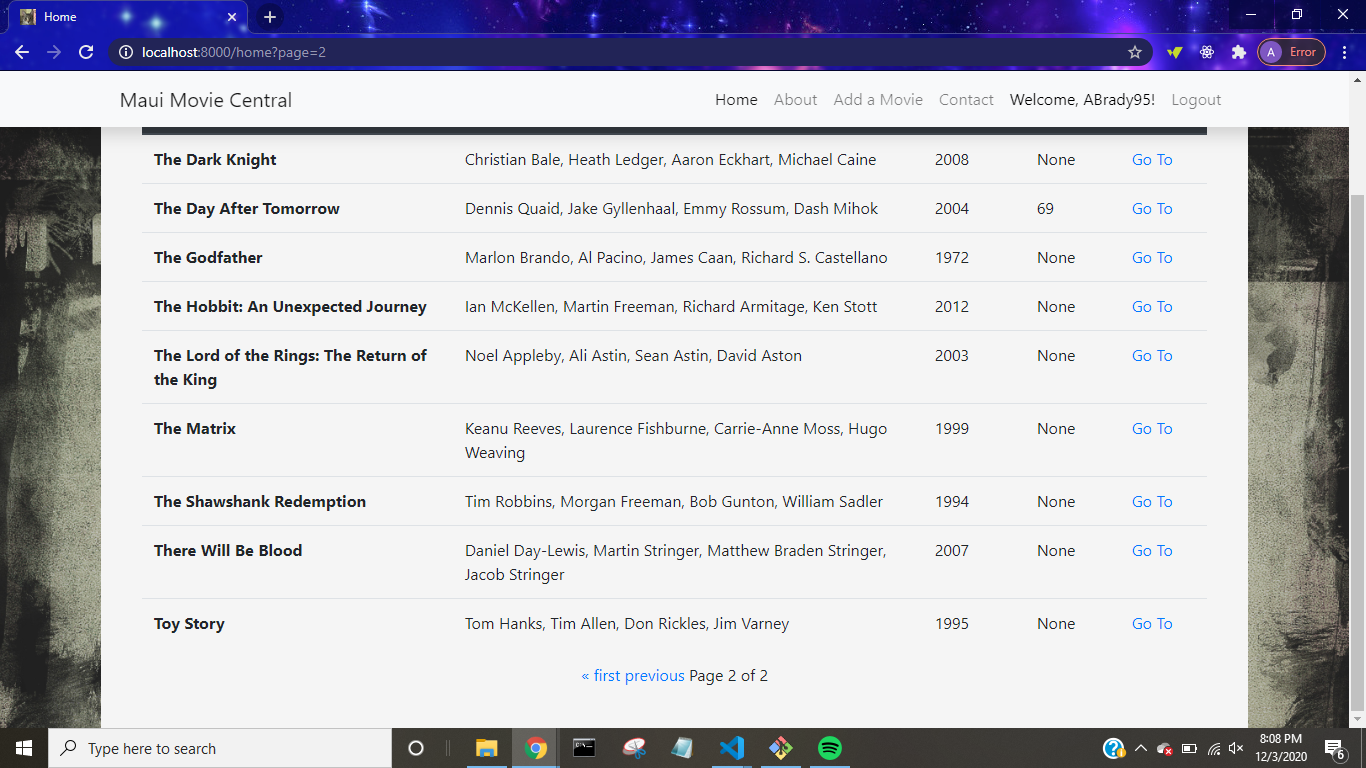 Home
localhost:8000/home?page=2
A Error
Maui Movie Central
Home About Add a Movie Contact Welcome, ABrady95! Logout
The Dark Knight Christian Bale, Heath Ledger, Aaron Eckhart, Michael Caine 2008 None Go To
The Day After Tomorrow Dennis Quaid, Jake Gyllenhaal, Emmy Rossum, Dash Mihok 2004 69 Go To
The Godfather Marlon Brando, Al Pacino, James Caan, Richard S. Castellano 1972 None Go To
The Hobbit: An Unexpected Journey Ian McKellen, Martin Freeman, Richard Armitage, Ken Stott 2012 None Go To
The Lord of the Rings: The Return of Noel Appleby, Ali Astin, Sean Astin, David Aston 2003 None Go To
the King
The Matrix Keanu Reeves, Laurence Fishburne, Carrie-Anne Moss, Hugo 1999 None Go To
Weaving
The Shawshank Redemption Tim Robbins, Morgan Freeman, Bob Gunton, William Sadler 1994 None Go To
There Will Be Blood Daniel Day-Lewis, Martin Stringer, Matthew Braden Stringer, 2007 None Go To
Jacob Stringer
Toy Story Tom Hanks, Tim Allen, Don Rickles, Jim Varney 1995 None Go To
« first previous Page 2 of 2
Type here to search
8:08 PM
12/3/2020
6